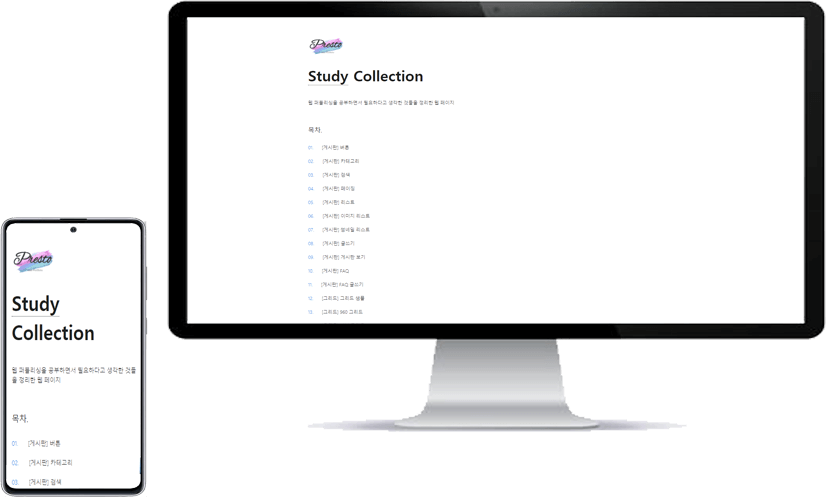 Presto
Study Collection
웹 퍼블리싱을 공부하면서 필요하다고 생각한 것들을 정리한 웹 페이지
목차.
01. [게시판] 버튼
02. [게시판] 카테고리
03. [게시판] 검색
04. [게시판] 페이징
05. [게시판] 리스트
06. [게시판] 이미지 리스트
07. [게시판] 썸네일 리스트
08. [게시판] 글쓰기
09. [게시판] 게시판 보기
10. [게시판] FAQ
11. [게시판] FAQ 글쓰기
12. [그리드] 그리드 샘플
13. [그리드] 960 그리드
Presto
Study
Collection
웹 퍼블리싱을 공부하면서 필요하다고 생각한 것들
을 정리한 웹 페이지
목차.
01. [게시판] 버튼
02. [게시판] 카테고리
03. [게시판] 검색